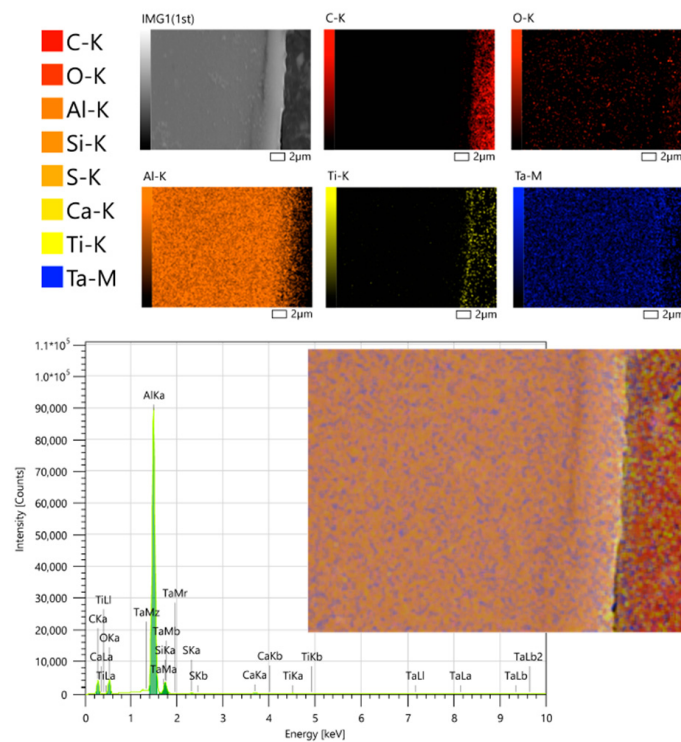 IMG1(1st)
C-K
O-K
C-K
O-K
Al-K
Si-K
S-K
Ca-K
Ti-K
Ta-M
2μm
2μm
2μm
Al-K
Ti-K
Ta-M
2μm
2μm
2μm
1.1*10⁵
1.0*10⁵
90,000
80,000
70,000
60,000
50,000
40,000
30,000
20,000
10,000
0
Intensity [Counts]
AlKa
TiLl
TaMr
CKa
TaMz
OKa
TaMb
CaLa
SiKa
SKa
CaKb
TiKb
TaLb2
TiLa
TaMa
SKb
CaKa
TiKa
TaLl
TaLa
TaLb
0
1
2
3
4
5
6
7
8
9
10
Energy [keV]